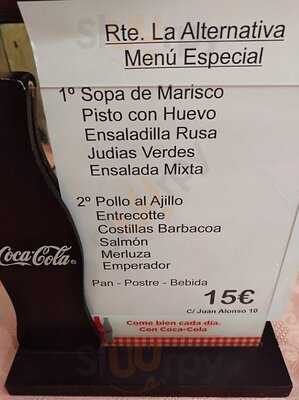 Rte. La Alternativa
Menú Especial
1º Sopa de Marisco
Pisto con Huevo
Ensaladilla Rusa
Judias Verdes
Ensalada Mixta
2º Pollo al Ajillo
Entrecotte
Costillas Barbacoa
Salmón
Merluza
Emperador
Pan - Postre - Bebida
15€
C/ Juan Alonso 10
Coca-Cola
Come bien cada día.
Con Coca-Cola